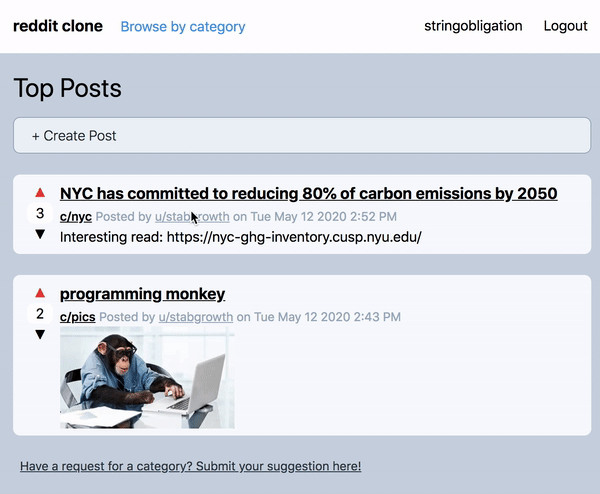 reddit clone Browse by category stringobligation Logout
Top Posts
+ Create Post
NYC has committed to reducing 80% of carbon emissions by 2050
3
c/nyc Posted by u/stabgrowth on Tue May 12 2020 2:52 PM
Interesting read: https://nyc-ghg-inventory.cusp.nyu.edu/
programming monkey
2
c/pics Posted by u/stabgrowth on Tue May 12 2020 2:43 PM
Have a request for a category? Submit your suggestion here!